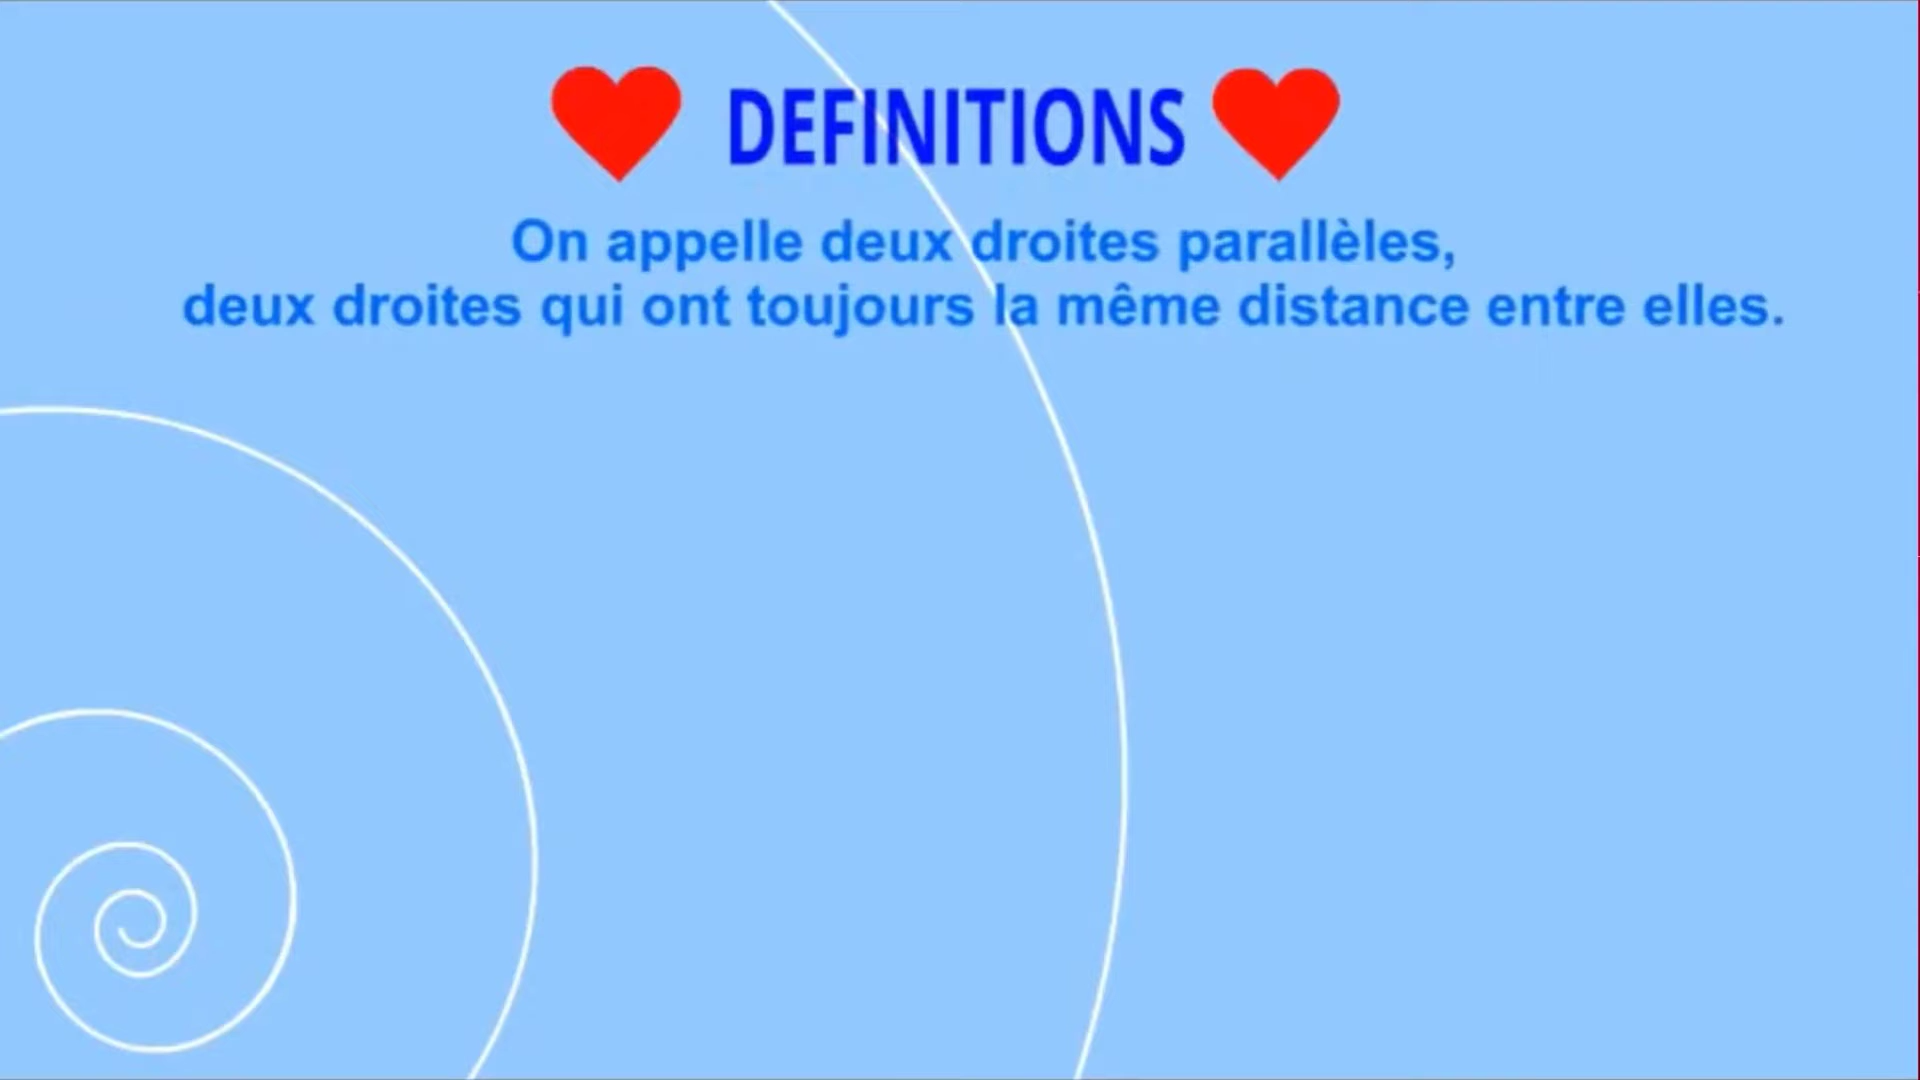 DEFINITIONS
On appelle deux droites parallèles,
deux droites qui ont toujours la même distance entre elles.